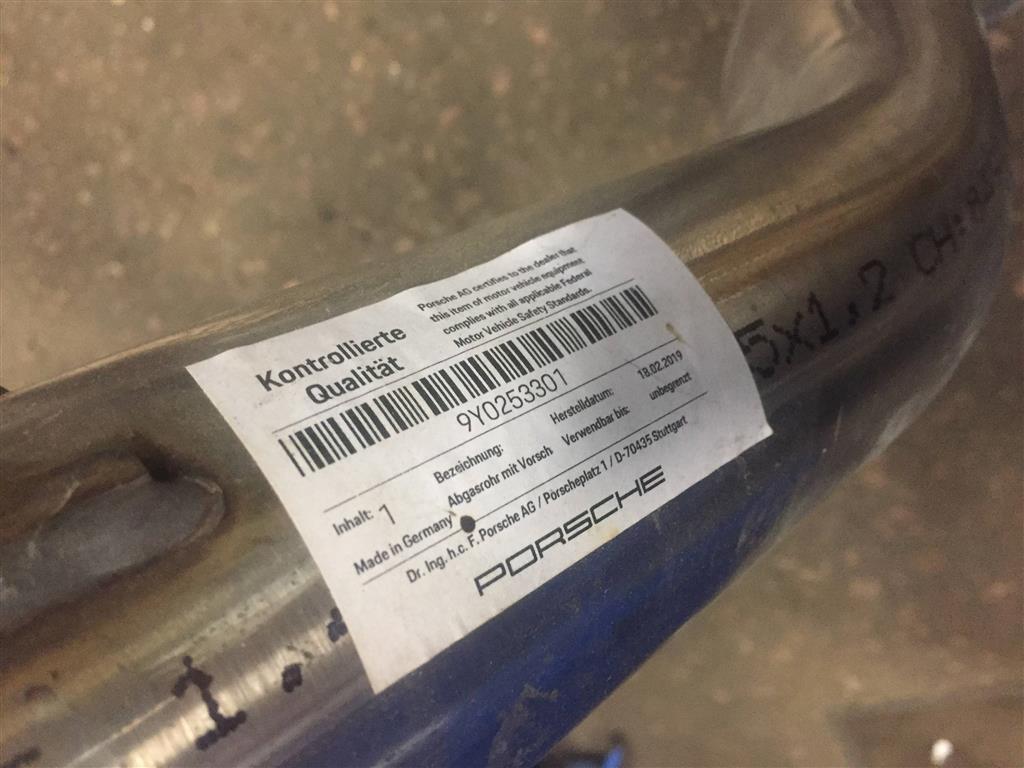 Kontrollierte
Qualität
Porsche AG certifies to the dealer that
this item of motor vehicle equipment
complies with all applicable Federal
Motor Vehicle Safety Standards.
9Y0253301
Inhalt: 1
Bezeichnung:
Abgasrohr mit Vorsch
Herstelldatum: 18.02.2019
Verwendbar bis: unbegrenzt
Made in Germany
Dr. Ing. h.c. F. Porsche AG / Porscheplatz 1 / D-70435 Stuttgart
PORSCHE
5x1.2 CH:
1.